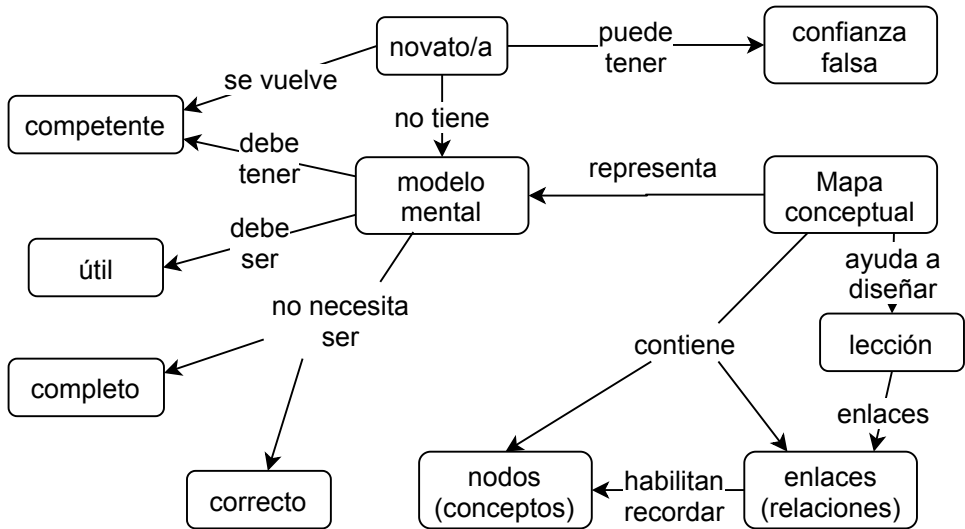 novato/a
puede
tener
confianza
falsa
se vuelve
competente
no tiene
debe
tener
modelo
mental
representa
Mapa
conceptual
debe
ser
útil
ayuda a
diseñar
no necesita
ser
contiene
lección
completo
enlaces
correcto
nodos
(conceptos)
habilitan
recordar
enlaces
(relaciones)